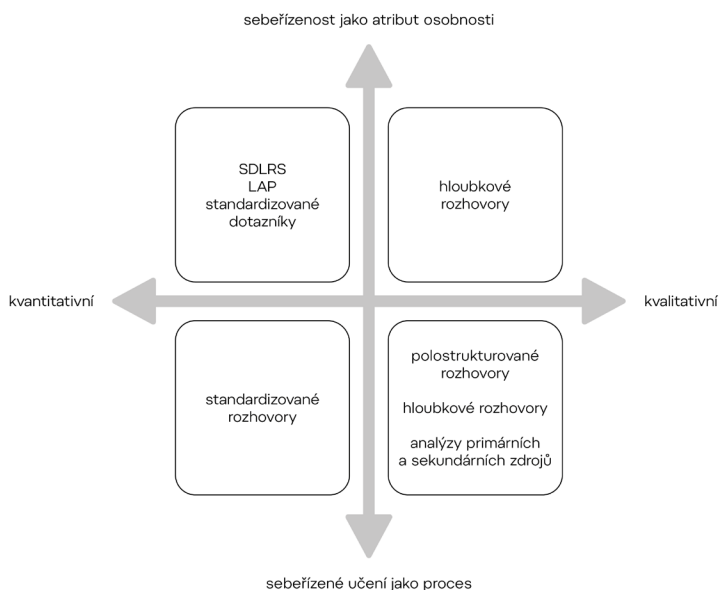 sebeřízenost jako atribut osobnosti
SDLRS
LAP
standardizované
dotazníky
hloubkové
rozhovory
kvantitativní
kvalitativní
standardizované
rozhovory
polostrukturované
rozhovory
hloubkové rozhovory
analýzy primárních
a sekundárních zdrojů
sebeřízené učení jako proces